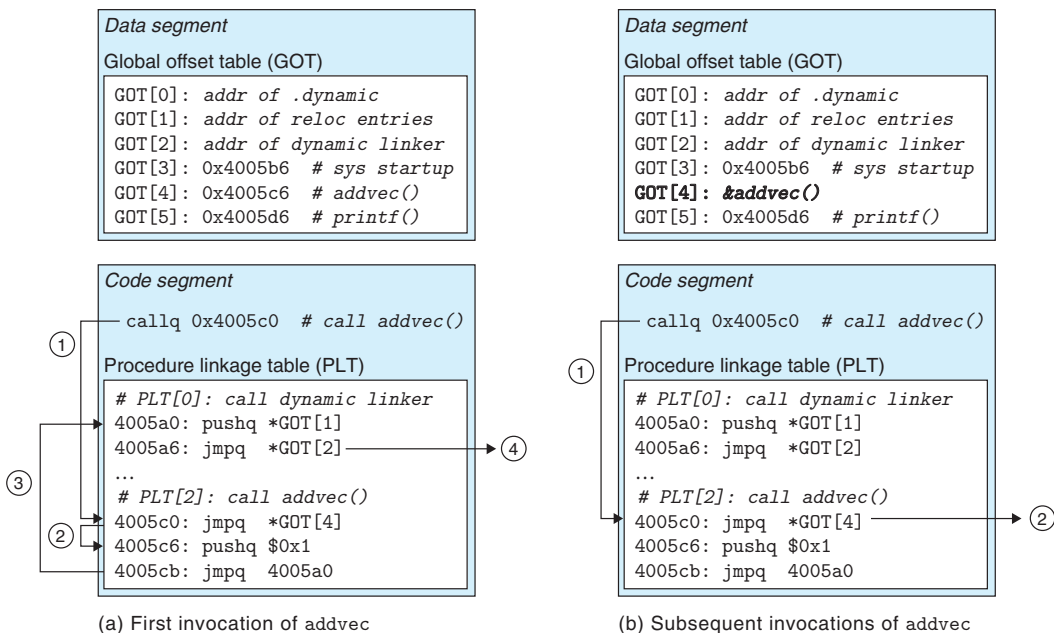 Data segment
Global offset table (GOT)
GOT[0]: addr of .dynamic
GOT[1]: addr of reloc entries
GOT[2]: addr of dynamic linker
GOT[3]: 0x4005b6 # sys startup
GOT[4]: 0x4005c6 # addvec()
GOT[5]: 0x4005d6 # printf()
Code segment
callq 0x4005c0 # call addvec()
1
Procedure linkage table (PLT)
# PLT[0]: call dynamic linker
4005a0: pushq *GOT[1]
4005a6: jmpq *GOT[2]
4
...
3
# PLT[2]: call addvec()
4005c0: jmpq *GOT[4]
2
4005c6: pushq $0x1
4005cb: jmpq 4005a0
(a) First invocation of addvec
Data segment
Global offset table (GOT)
GOT[0]: addr of .dynamic
GOT[1]: addr of reloc entries
GOT[2]: addr of dynamic linker
GOT[3]: 0x4005b6 # sys startup
GOT[4]: &addvec()
GOT[5]: 0x4005d6 # printf()
Code segment
callq 0x4005c0 # call addvec()
Procedure linkage table (PLT)
1
# PLT[0]: call dynamic linker
4005a0: pushq *GOT[1]
4005a6: jmpq *GOT[2]
...
# PLT[2]: call addvec()
4005c0: jmpq *GOT[4]
2
4005c6: pushq $0x1
4005cb: jmpq 4005a0
(b) Subsequent invocations of addvec